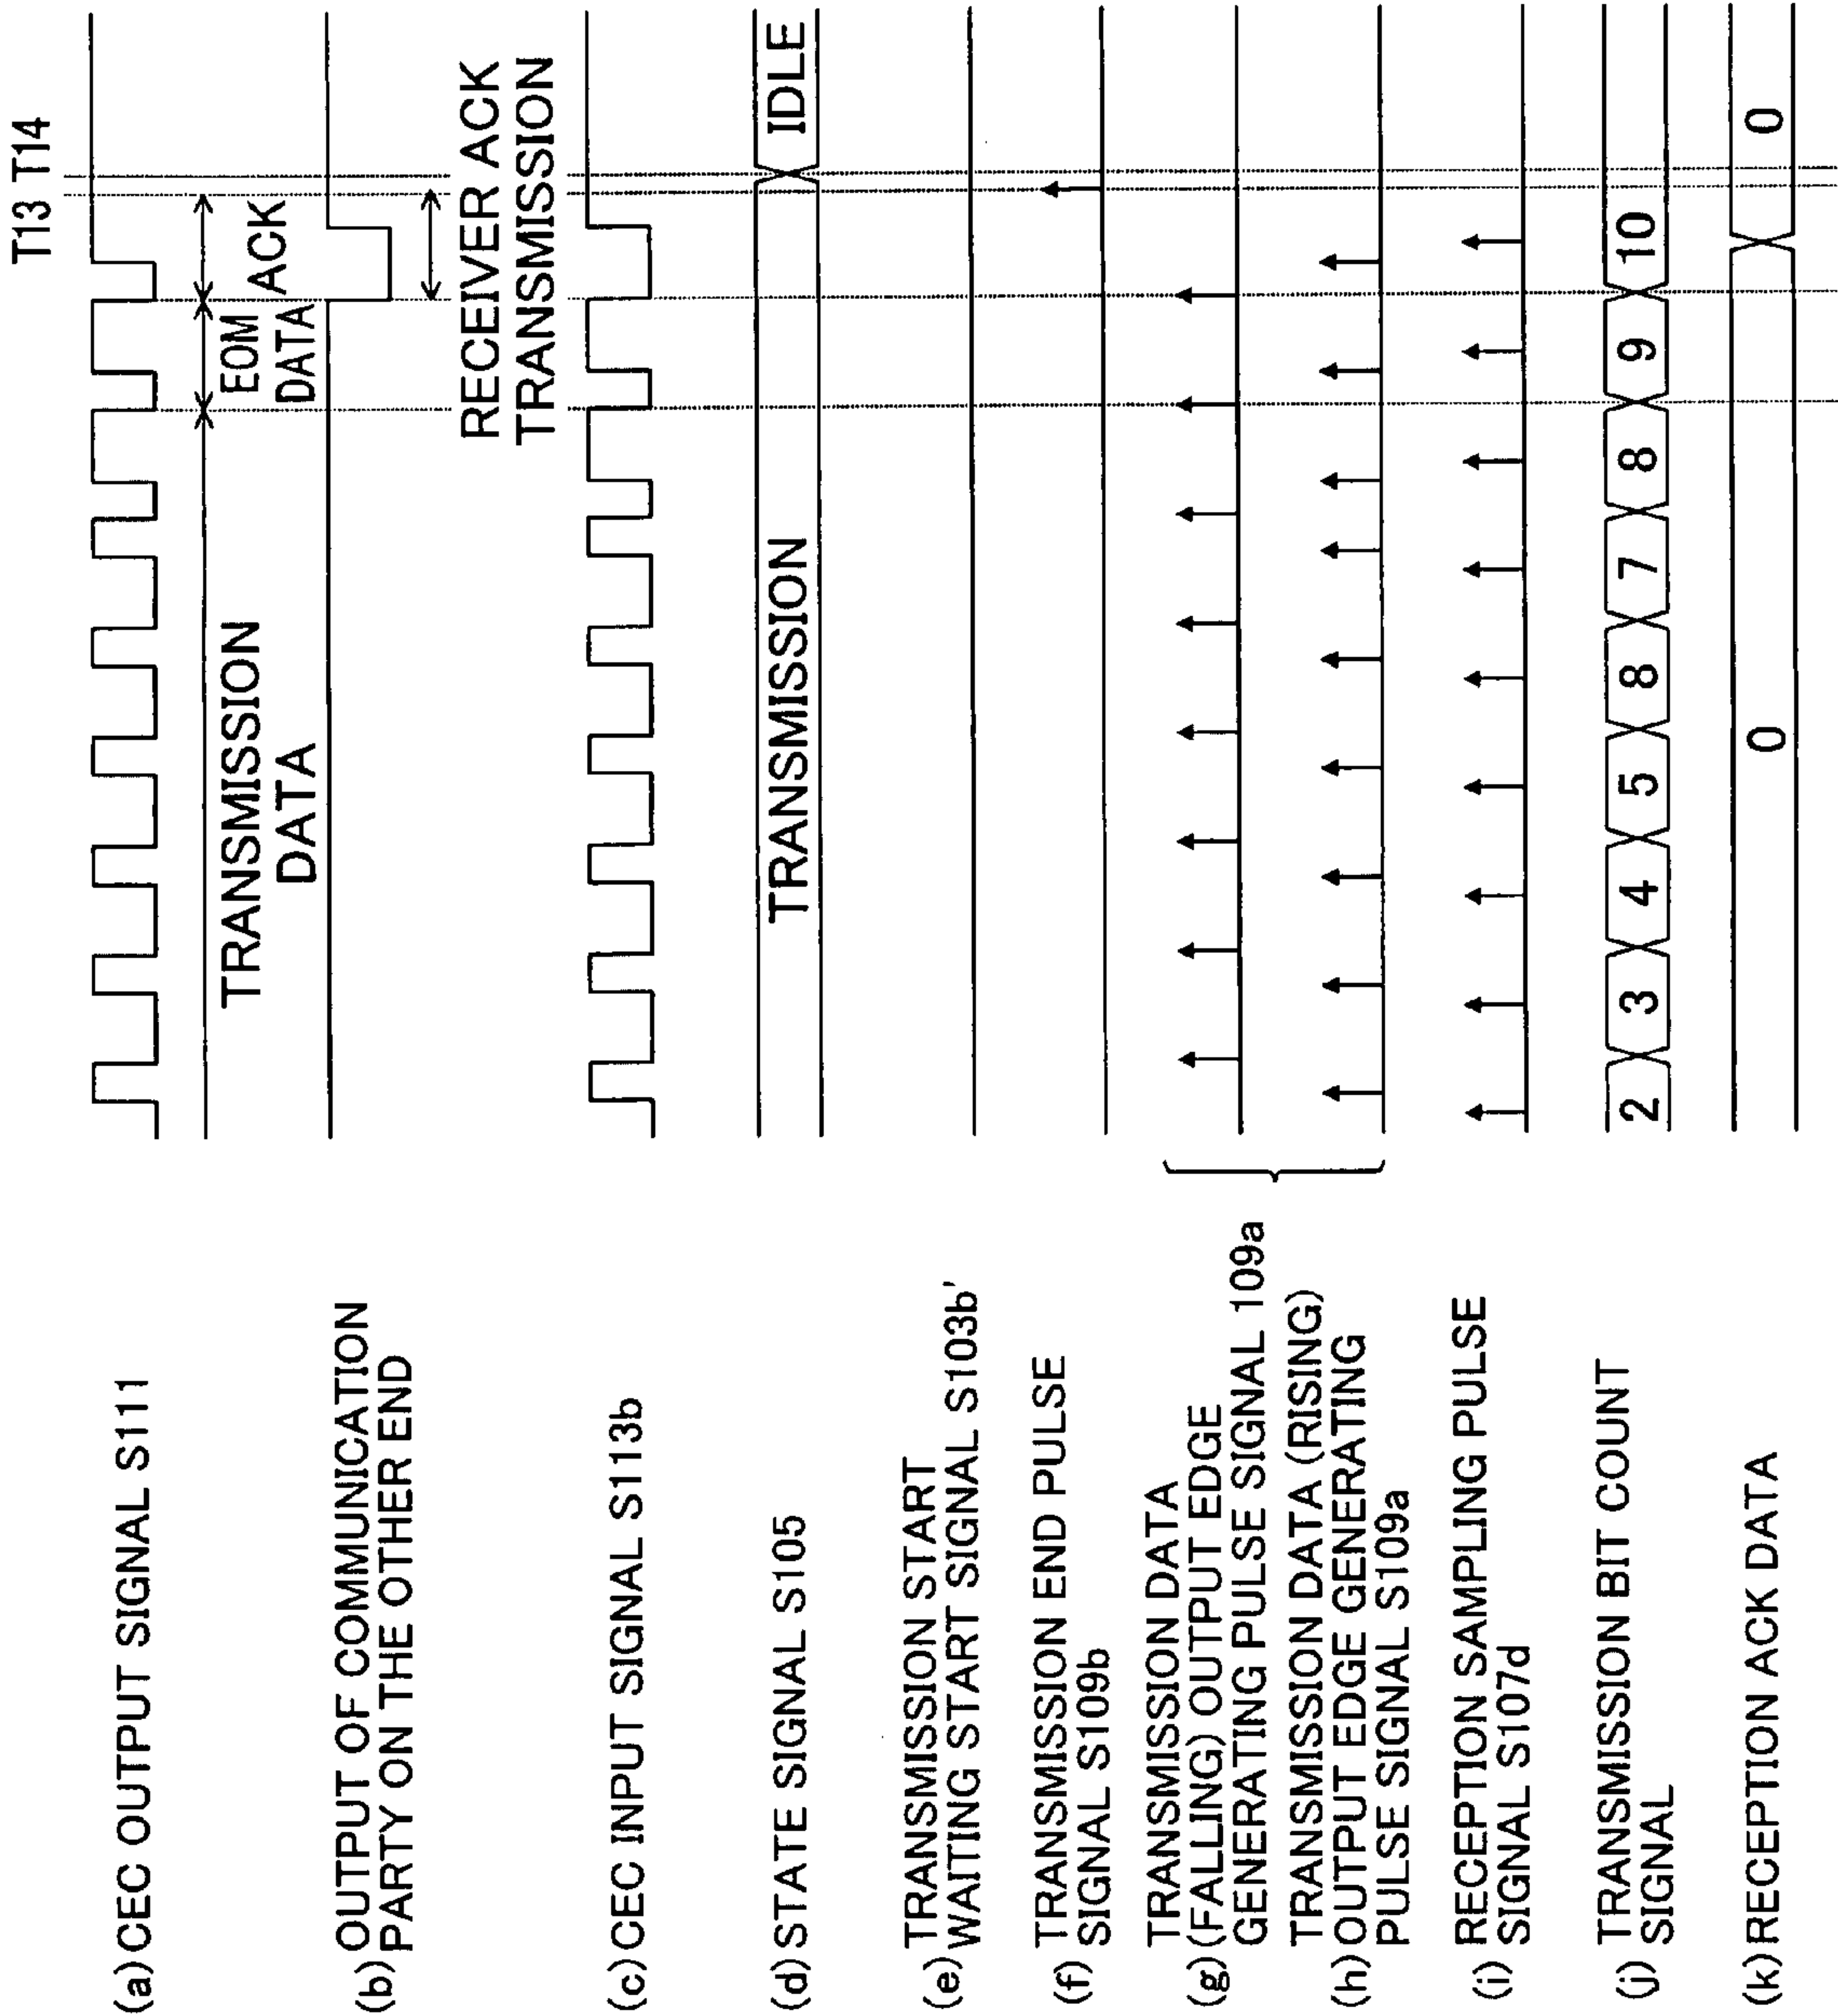 T13 T14
(a) CEC OUTPUT SIGNAL S111
TRANSMISSION
DATA
EOM
DATA
ACK
(b) OUTPUT OF COMMUNICATION
PARTY ON THE OTHER END
RECEIVER ACK
TRANSMISSION
(c) CEC INPUT SIGNAL S113b
(d) STATE SIGNAL S105
TRANSMISSION
IDLE
(e) TRANSMISSION START
WAITING START SIGNAL S103b'
(f) TRANSMISSION END PULSE
SIGNAL S109b
TRANSMISSION DATA
(g) (FALLING) OUTPUT EDGE
GENERATING PULSE SIGNAL 109a
TRANSMISSION DATA (RISING)
(h) OUTPUT EDGE GENERATING
PULSE SIGNAL S109a
(i) RECEPTION SAMPLING PULSE
SIGNAL S107d
(j) TRANSMISSION BIT COUNT
SIGNAL
2 3 4 5 8 7 8 9 10
(k) RECEPTION ACK DATA
0 0